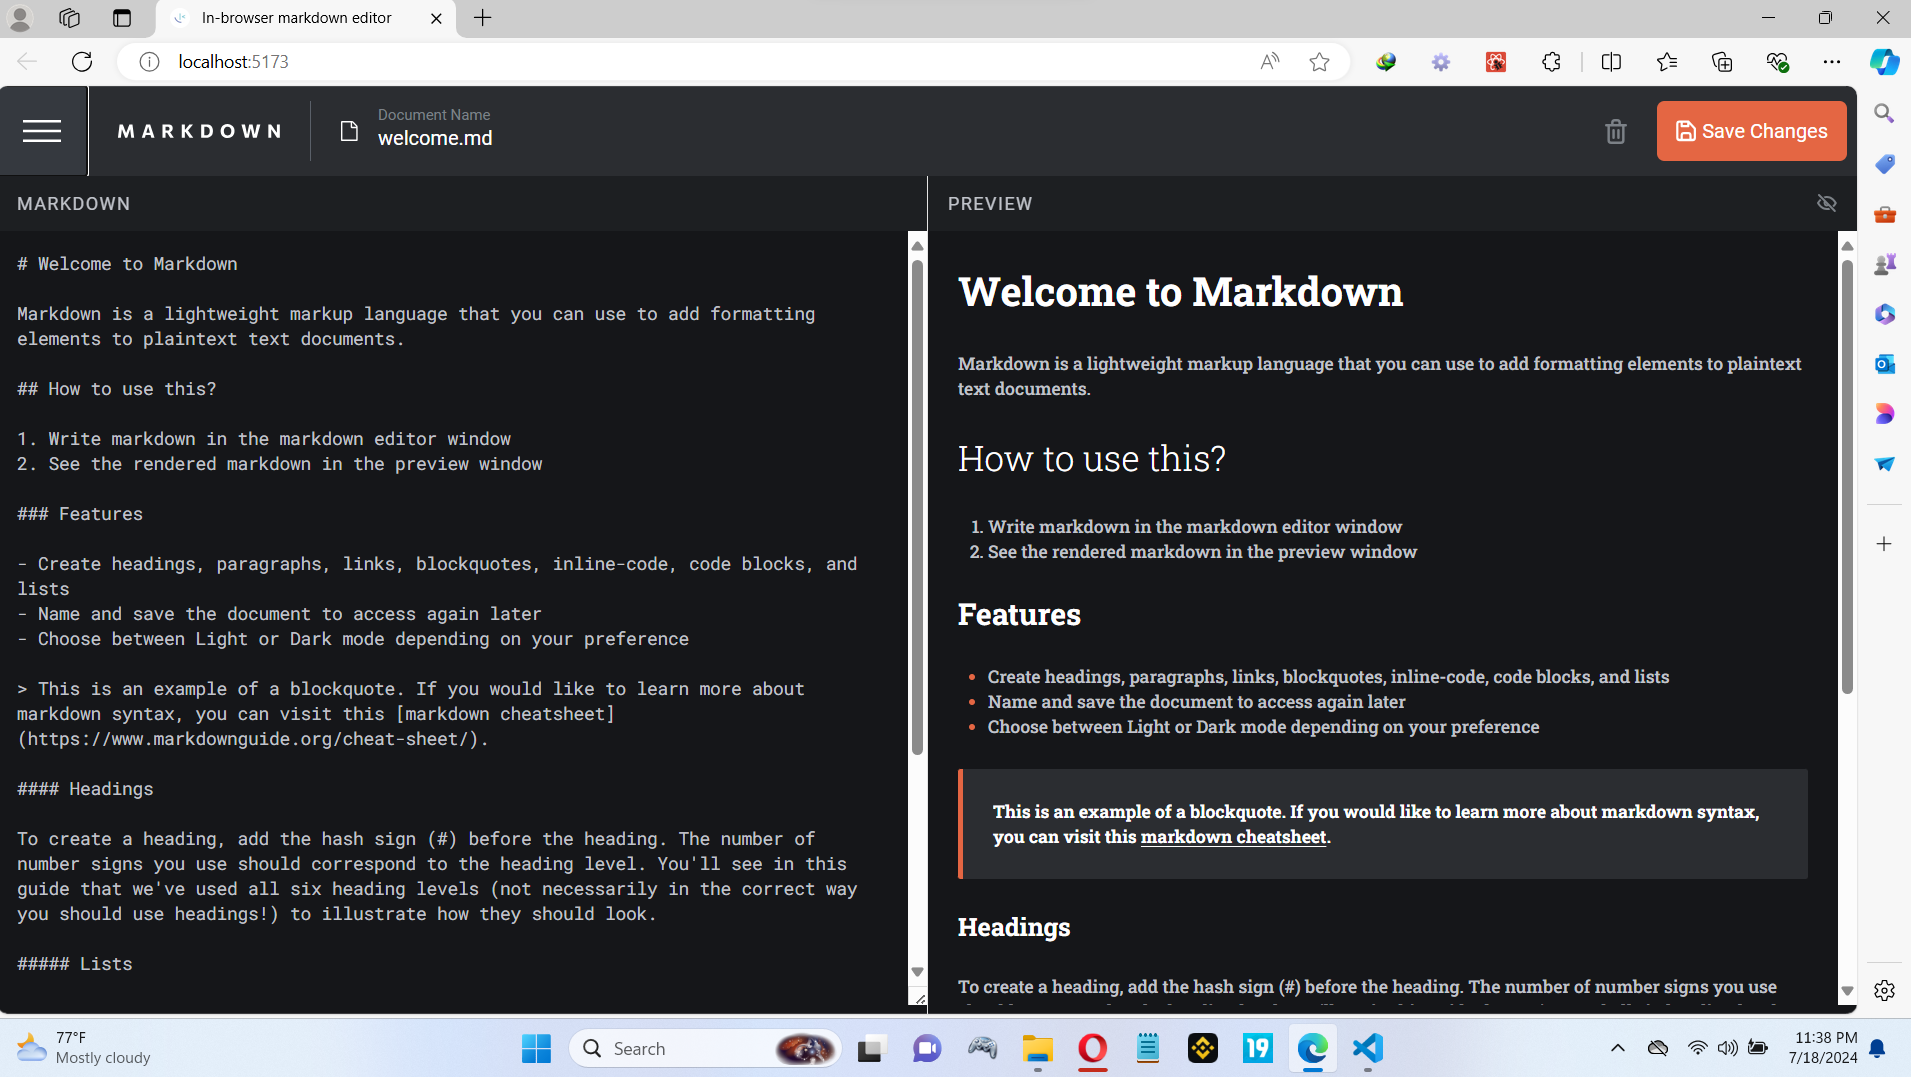 In-browser markdown editor
localhost:5173
MARKDOWN
Document Name
welcome.md
Save Changes
MARKDOWN
# Welcome to Markdown
Markdown is a lightweight markup language that you can use to add formatting
elements to plaintext text documents.
## How to use this?
1. Write markdown in the markdown editor window
2. See the rendered markdown in the preview window
### Features
- Create headings, paragraphs, links, blockquotes, inline-code, code blocks, and
lists
- Name and save the document to access again later
- Choose between Light or Dark mode depending on your preference
> This is an example of a blockquote. If you would like to learn more about
markdown syntax, you can visit this [markdown cheatsheet]
(https://www.markdownguide.org/cheat-sheet/).
#### Headings
To create a heading, add the hash sign (#) before the heading. The number of
number signs you use should correspond to the heading level. You'll see in this
guide that we've used all six heading levels (not necessarily in the correct way
you should use headings!) to illustrate how they should look.
##### Lists
PREVIEW
Welcome to Markdown
Markdown is a lightweight markup language that you can use to add formatting elements to plaintext
text documents.
How to use this?
1. Write markdown in the markdown editor window
2. See the rendered markdown in the preview window
Features
• Create headings, paragraphs, links, blockquotes, inline-code, code blocks, and lists
• Name and save the document to access again later
• Choose between Light or Dark mode depending on your preference
This is an example of a blockquote. If you would like to learn more about markdown syntax,
you can visit this markdown cheatsheet.
Headings
To create a heading, add the hash sign (#) before the heading. The number of number signs you use
77°F
Mostly cloudy
Search
19
11:38 PM
7/18/2024